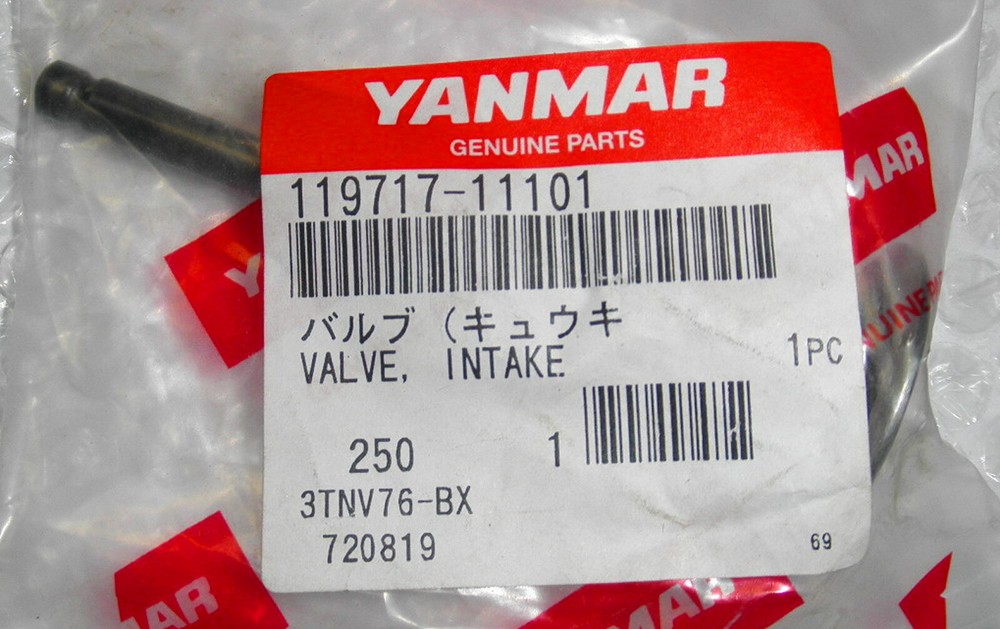 YANMAR
GENUINE PARTS
119717-11101
バルブ (キュウキ
VALVE, INTAKE
1PC
250
1
3TNV76-BX
720819
69
MAR